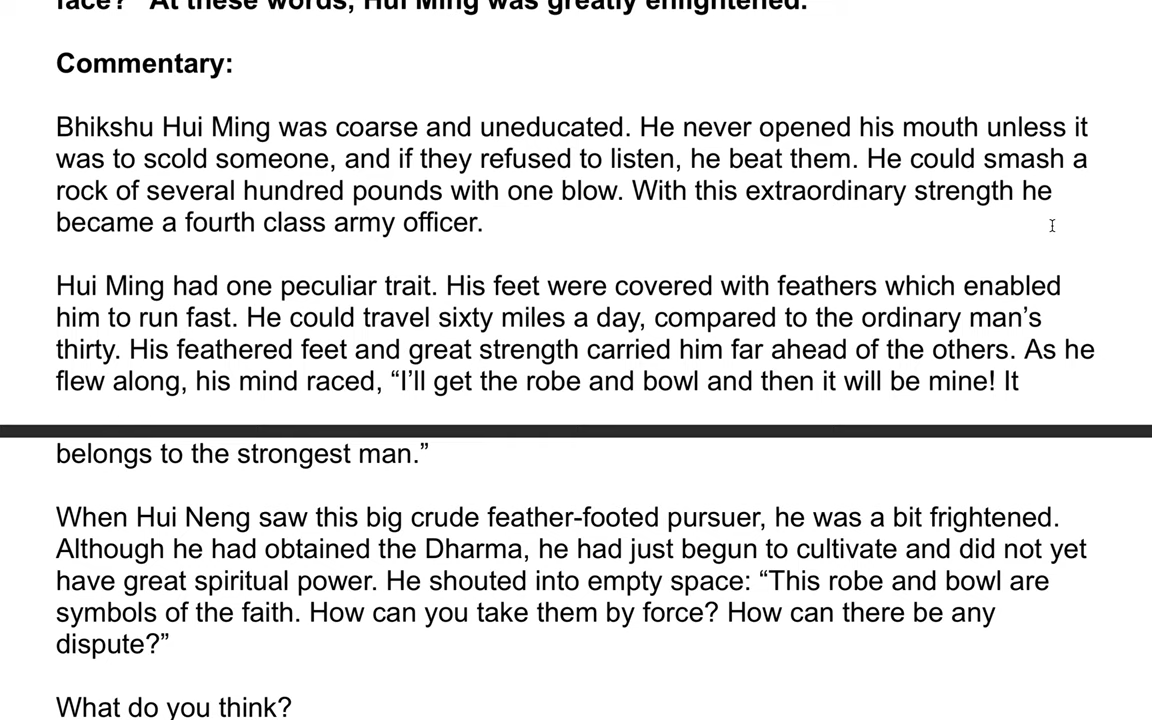 face?” At these words, Hui Ming was greatly enlightened.
Commentary:
Bhikshu Hui Ming was coarse and uneducated. He never opened his mouth unless it
was to scold someone, and if they refused to listen, he beat them. He could smash a
rock of several hundred pounds with one blow. With this extraordinary strength he
became a fourth class army officer.
Hui Ming had one peculiar trait. His feet were covered with feathers which enabled
him to run fast. He could travel sixty miles a day, compared to the ordinary man’s
thirty. His feathered feet and great strength carried him far ahead of the others. As he
flew along, his mind raced, “I’ll get the robe and bowl and then it will be mine! It
belongs to the strongest man.”
When Hui Neng saw this big crude feather-footed pursuer, he was a bit frightened.
Although he had obtained the Dharma, he had just begun to cultivate and did not yet
have great spiritual power. He shouted into empty space: “This robe and bowl are
symbols of the faith. How can you take them by force? How can there be any
dispute?”
What do you think?